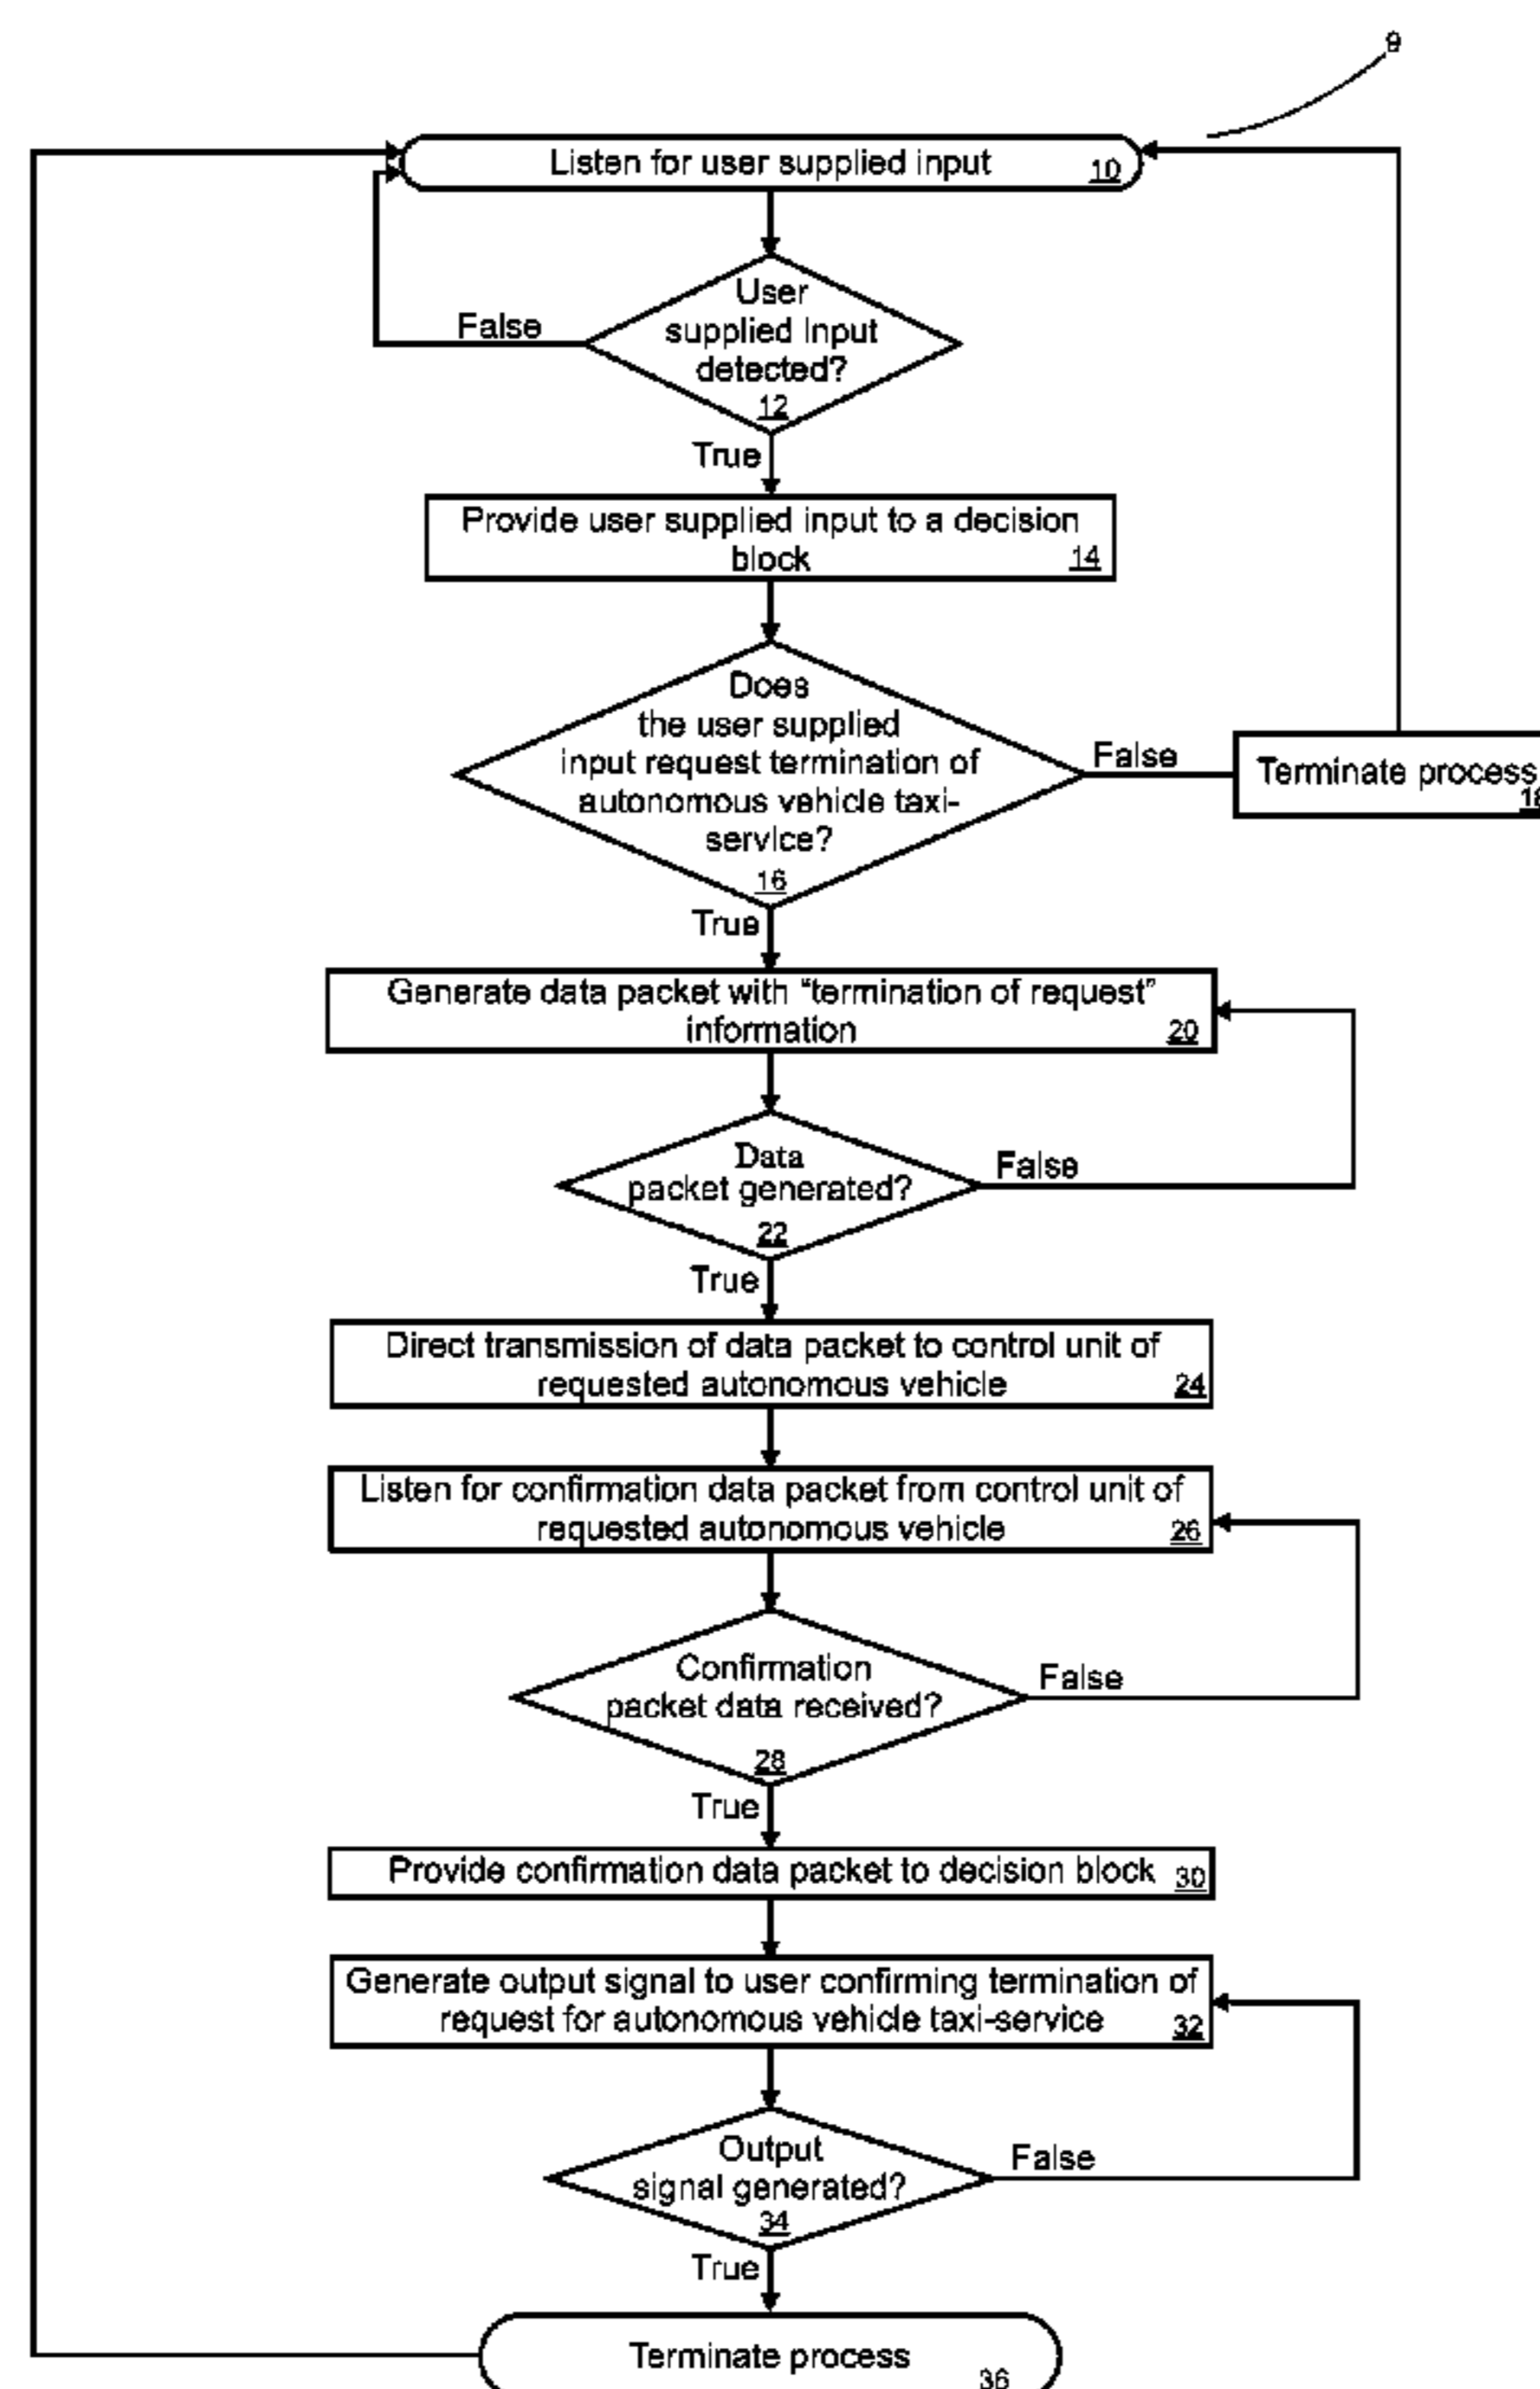 9
Listen for user supplied input
10
User
supplied input
detected?
12
False
True
Provide user supplied input to a decision
block
14
Does
the user supplied
input request termination of
autonomous vehicle taxi-
service?
16
False
Terminate process
True
Generate data packet with “termination of request”
information
20
Data
packet generated?
22
False
True
Direct transmission of data packet to control unit of
requested autonomous vehicle
24
Listen for confirmation data packet from control unit of
requested autonomous vehicle
26
Confirmation
packet data received?
28
False
True
Provide confirmation data packet to decision block
30
Generate output signal to user confirming termination of
request for autonomous vehicle taxi-service
32
Output
signal generated?
34
False
True
Terminate process
36